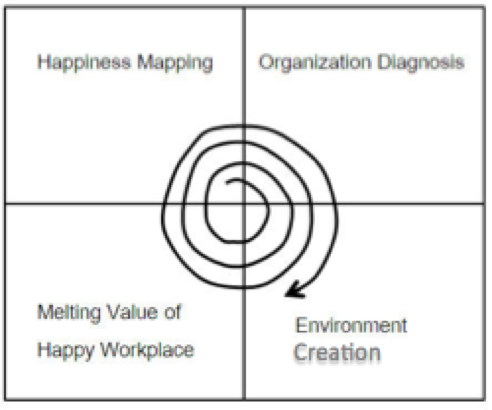 Happiness Mapping
Organization Diagnosis
Melting Value of
Happy Workplace
Environment
Creation